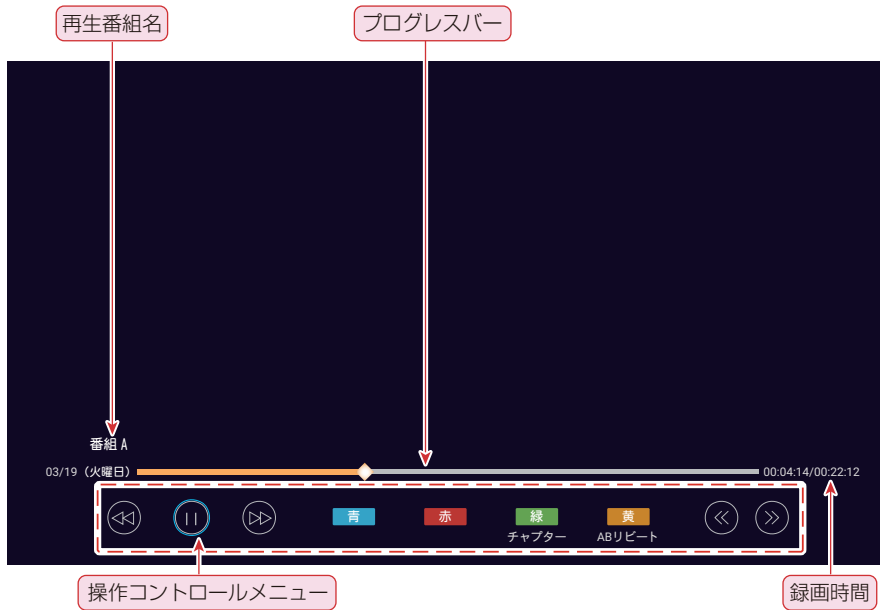 再生番組名
プログレスバー
番組 A
03/19（火曜日）
00:04:14/00:22:12
青
赤
緑
黄
チャプター
ABリピート
操作コントロールメニュー
録画時間